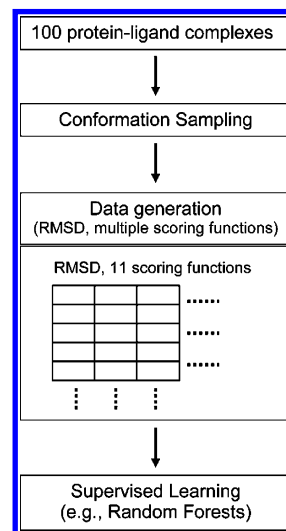 100 protein-ligand complexes
Conformation Sampling
Data generation
(RMSD, multiple scoring functions)
RMSD, 11 scoring functions
Supervised Learning
(e.g., Random Forests)